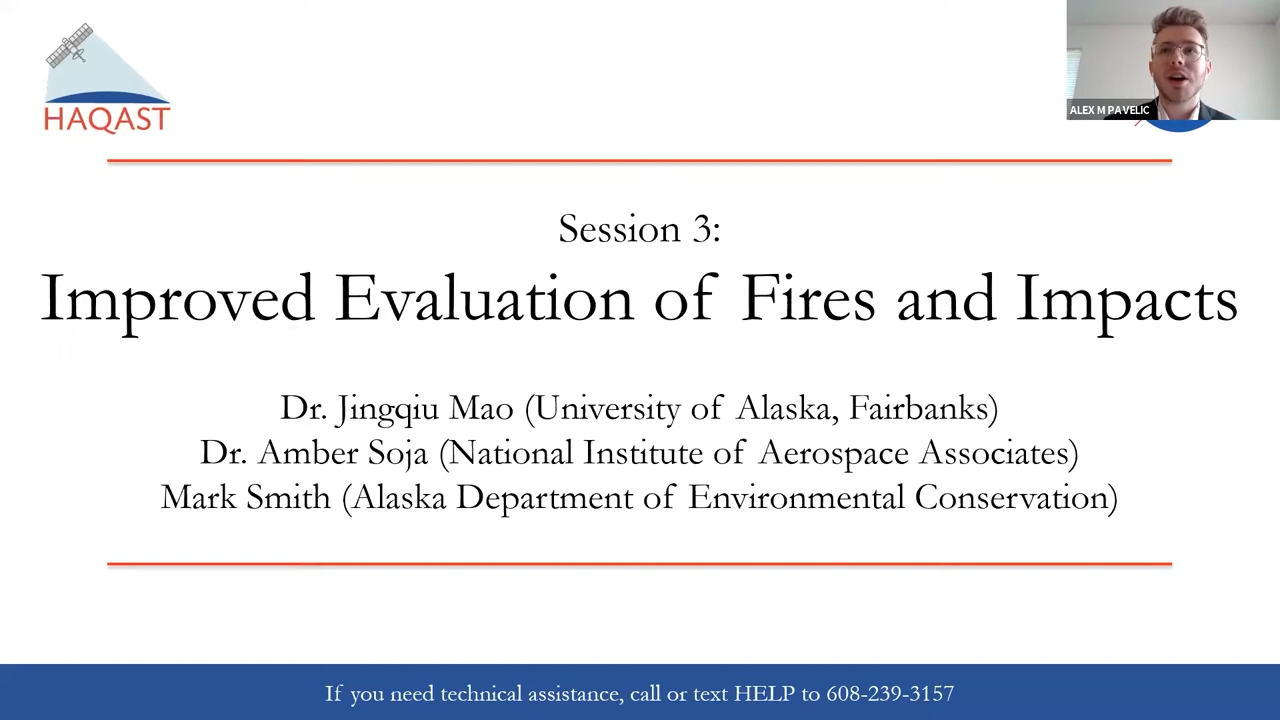 HAQAST
ALEX M PAVELIC
Session 3:
Improved Evaluation of Fires and Impacts
Dr. Jingqiu Mao (University of Alaska, Fairbanks)
Dr. Amber Soja (National Institute of Aerospace Associates)
Mark Smith (Alaska Department of Environmental Conservation)
If you need technical assistance, call or text HELP to 608-239-3157